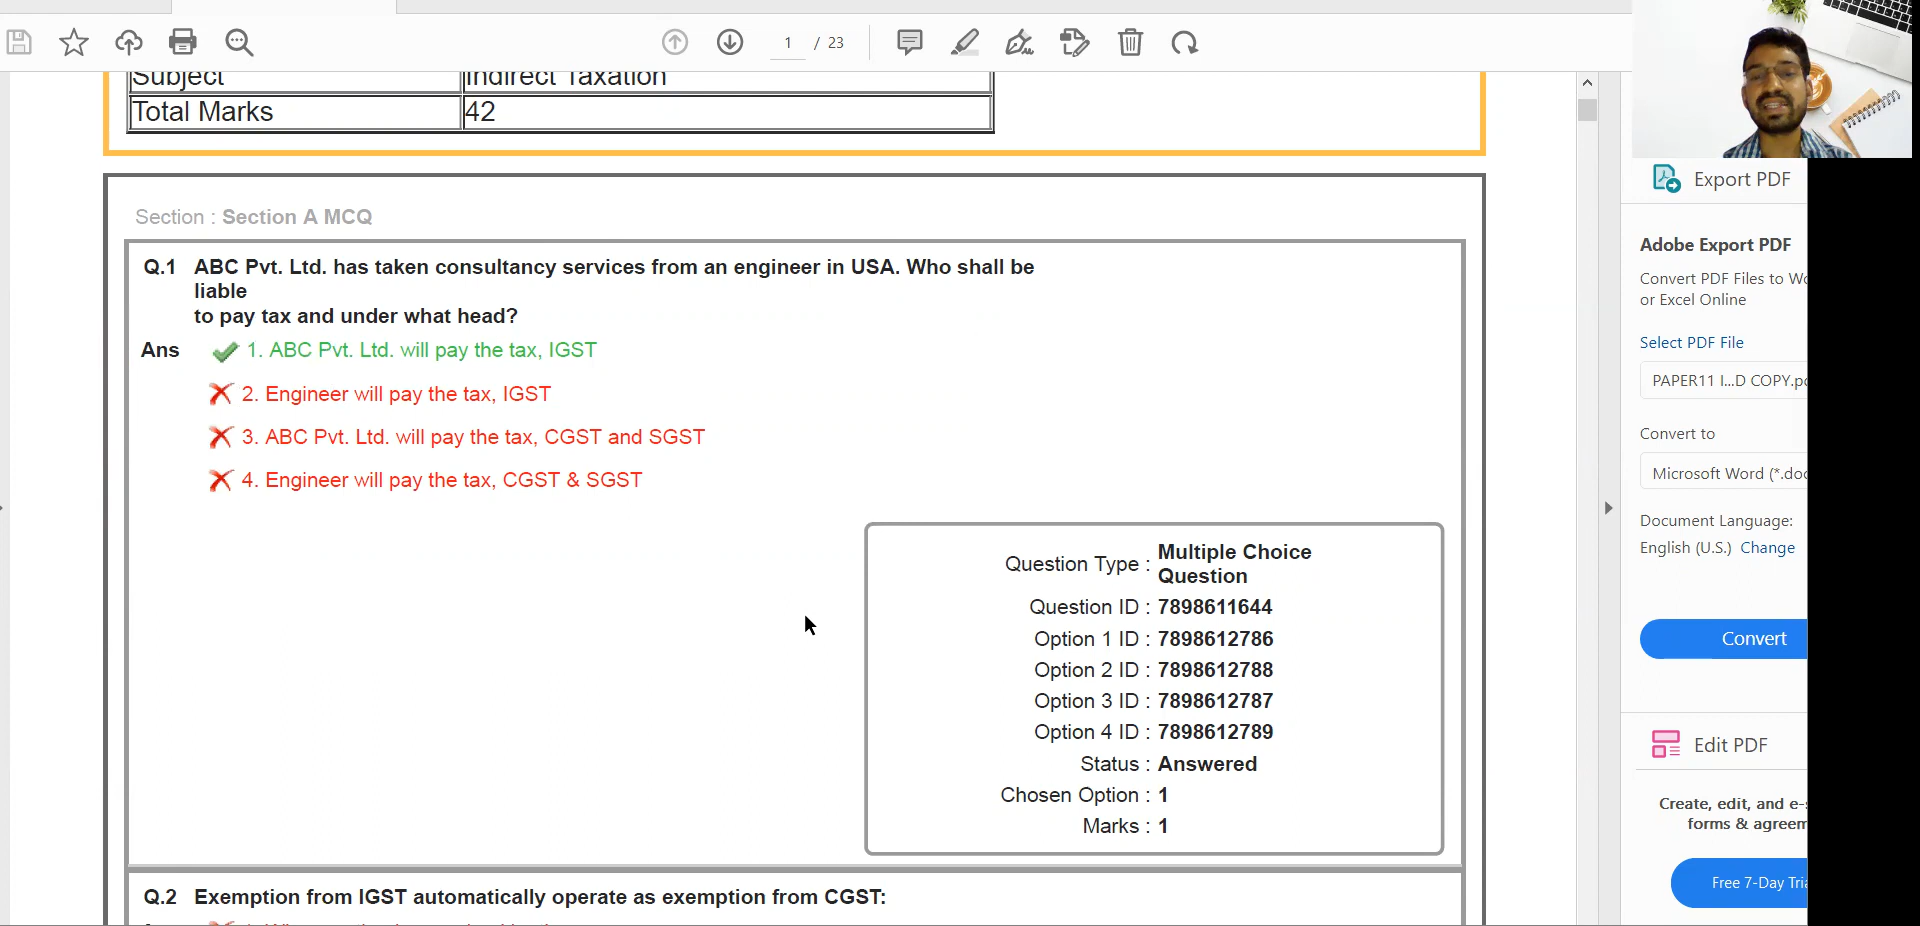 1 / 23
Subject Indirect Taxation
Total Marks 42
Section : Section A MCQ
Q.1 ABC Pvt. Ltd. has taken consultancy services from an engineer in USA. Who shall be
liable
to pay tax and under what head?
Ans 1. ABC Pvt. Ltd. will pay the tax, IGST
2. Engineer will pay the tax, IGST
3. ABC Pvt. Ltd. will pay the tax, CGST and SGST
4. Engineer will pay the tax, CGST & SGST
Question Type : Multiple Choice
Question
Question ID : 7898611644
Option 1 ID : 7898612786
Option 2 ID : 7898612788
Option 3 ID : 7898612787
Option 4 ID : 7898612789
Status : Answered
Chosen Option : 1
Marks : 1
Q.2 Exemption from IGST automatically operate as exemption from CGST:
Export PDF
Adobe Export PDF
Convert PDF Files to
or Excel Online
Select PDF File
PAPER11 I...D COPY.p
Convert to
Microsoft Word (*.doc
Document Language:
English (U.S.) Change
Convert
Edit PDF
Create, edit, and e-
forms & agreem
Free 7-Day Tria